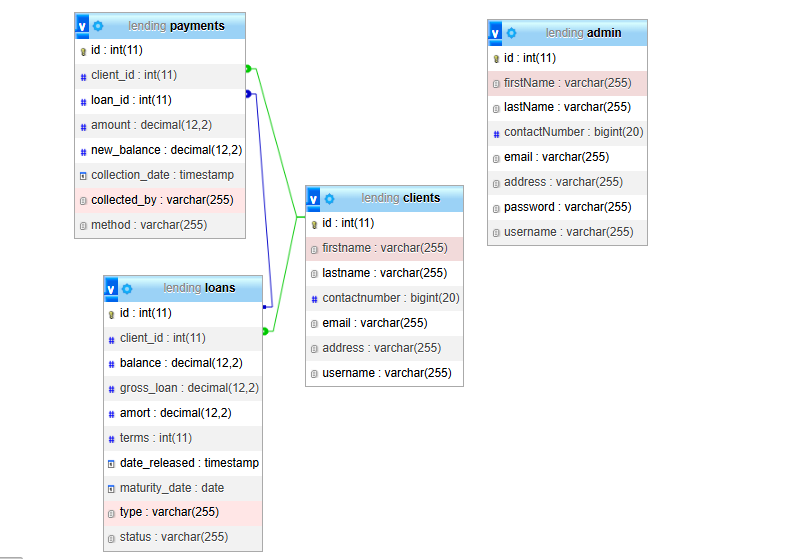 lending payments
id : int(11)
client_id : int(11)
loan_id : int(11)
amount : decimal(12,2)
new_balance : decimal(12,2)
collection_date : timestamp
collected_by : varchar(255)
method : varchar(255)
lending admin
id : int(11)
firstName : varchar(255)
lastName : varchar(255)
contactNumber : bigint(20)
email : varchar(255)
address : varchar(255)
password : varchar(255)
username : varchar(255)
lending clients
id : int(11)
firstname : varchar(255)
lastname : varchar(255)
contactnumber : bigint(20)
email : varchar(255)
address : varchar(255)
username : varchar(255)
lending loans
id : int(11)
client_id : int(11)
balance : decimal(12,2)
gross_loan : decimal(12,2)
amort : decimal(12,2)
terms : int(11)
date_released : timestamp
maturity_date : date
type : varchar(255)
status : varchar(255)